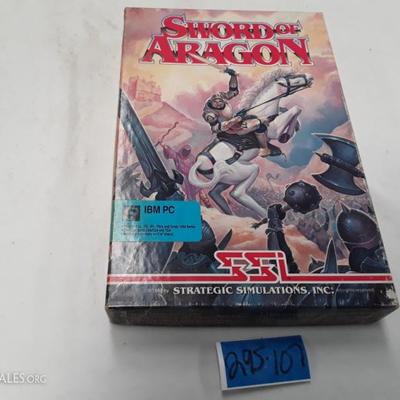 SWORD OF
ARAGON
IBM PC
SSI
STRATEGIC SIMULATIONS, INC.
295-107
ALES.ORG